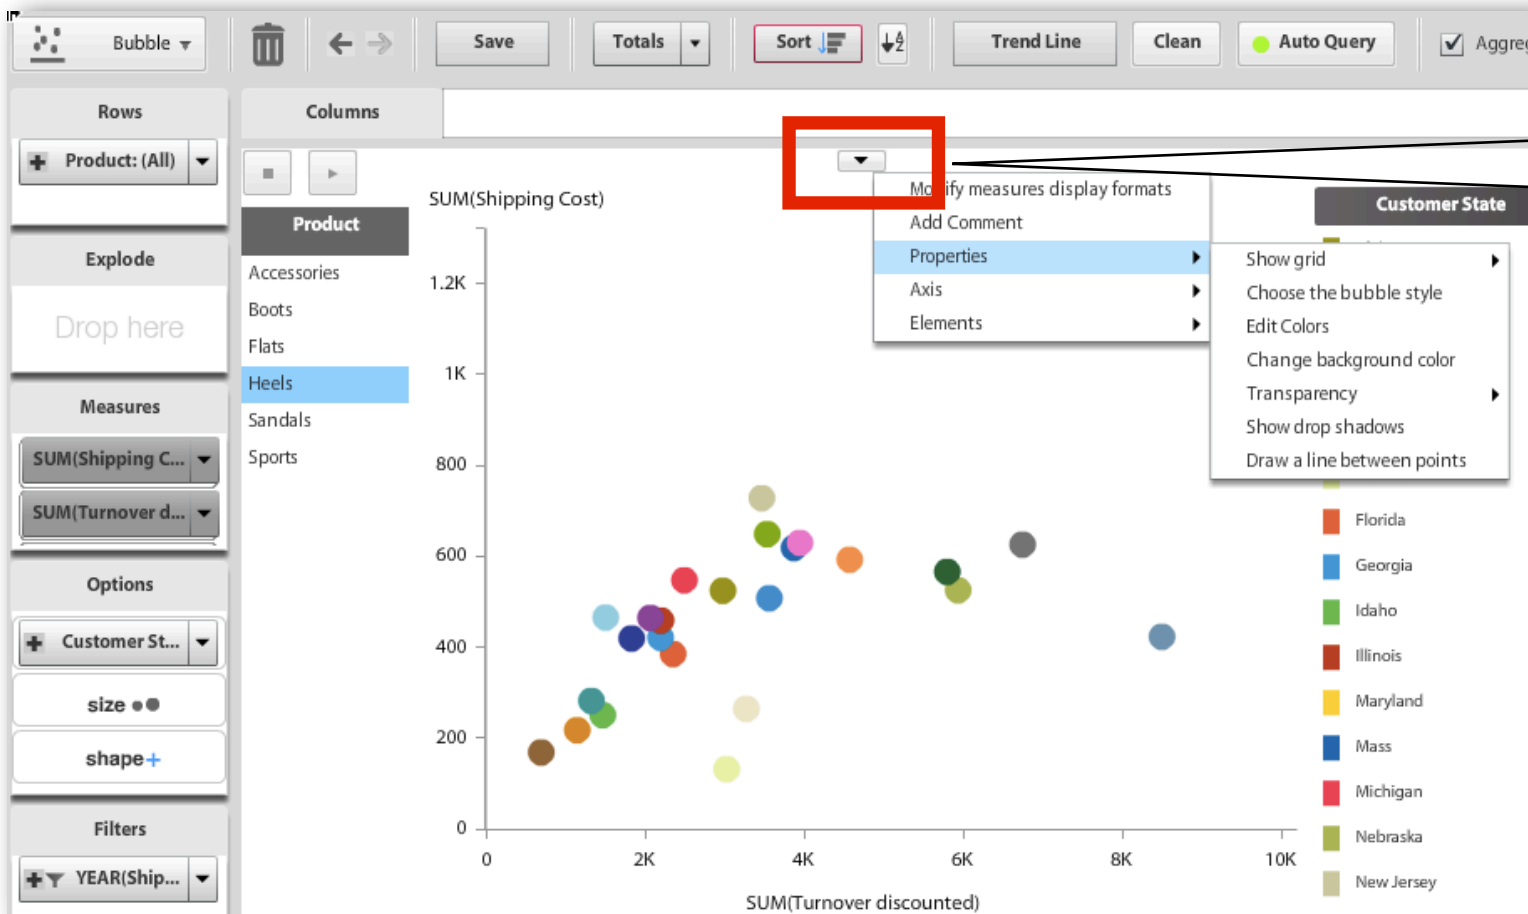 Bubble
Save
Totals
Sort
A
Z
Trend Line
Clean
Auto Query
Rows
Columns
Product: (All)
SUM(Shipping Cost)
Modify measures display formats
Add Comment
Properties
Axis
Elements
Customer State
Show grid
Choose the bubble style
Edit Colors
Change background color
Transparency
Show drop shadows
Draw a line between points
Product
Accessories
Boots
Flats
Heels
Sandals
Sports
Explode
Drop here
Measures
SUM(Shipping C...
SUM(Turnover d...
Options
Customer St...
size
shape+
Filters
YEAR(Ship...
1.2K
1K
800
600
400
200
0
0
2K
4K
6K
8K
10K
SUM(Turnover discounted)
Florida
Georgia
Idaho
Illinois
Maryland
Mass
Michigan
Nebraska
New Jersey